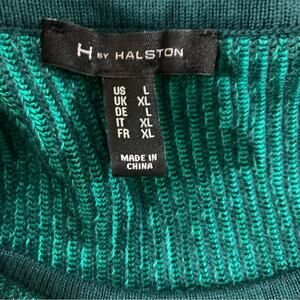 H BY HALSTON
US L
UK XL
DE L
IT XL
FR XL
MADE IN
CHINA